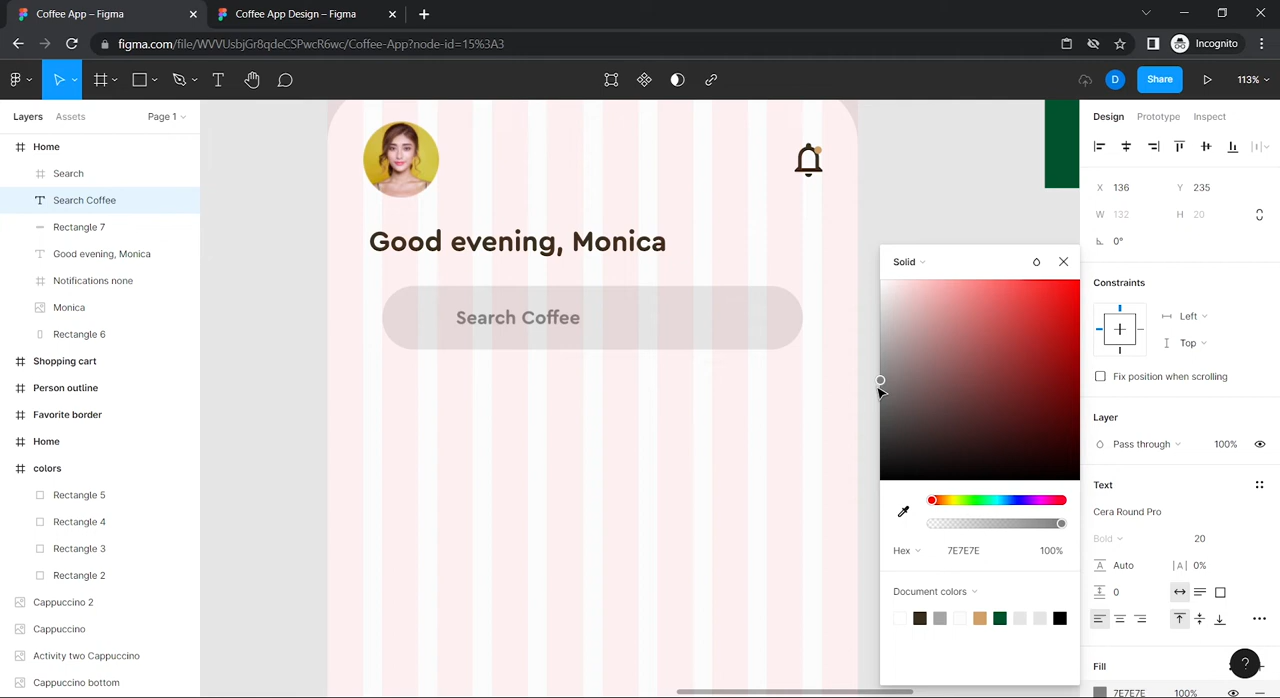 Coffee App – Figma
Coffee App Design – Figma
figma.com/file/WVVUsbjGr8qdeCSPwcR6wc/Coffee-App?node-id=15%3A3
Incognito
D
Share
113%
Layers
Assets
Page 1
Design
Prototype
Inspect
Home
Search
Search Coffee
Rectangle 7
Good evening, Monica
Notifications none
Monica
Rectangle 6
Shopping cart
Person outline
Favorite border
Home
colors
Rectangle 5
Rectangle 4
Rectangle 3
Rectangle 2
Cappuccino 2
Cappuccino
Activity two Cappuccino
Cappuccino bottom
Good evening, Monica
Search Coffee
Solid
Hex 7E7E7E 100%
Document colors
X 136 Y 235
W 132 H 20
0°
Constraints
Left
Top
Fix position when scrolling
Layer
Pass through 100%
Text
Cera Round Pro
Bold 20
A Auto |A| 0%
0
Fill
7E7E7E 100%
?